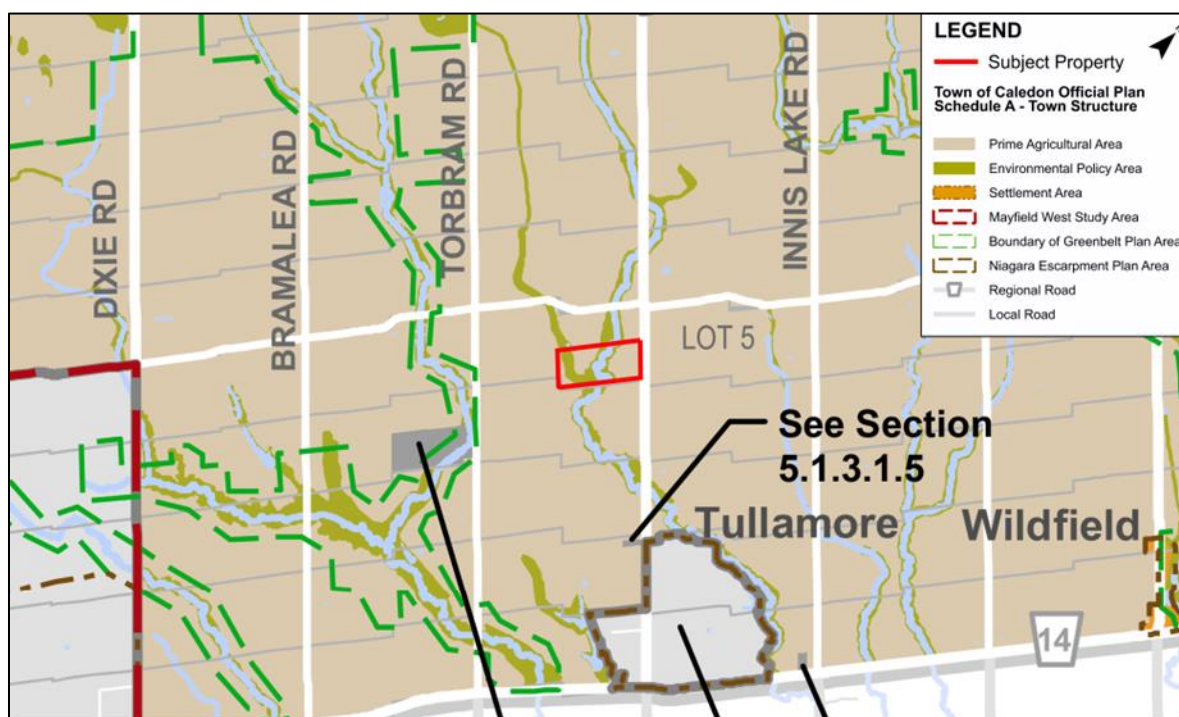 DIXIE RD
BRAMALEA RD
TORBRAM RD
INNIS LAKE RD
LOT 5
See Section
5.1.3.1.5
Tullamore
Wildfield
14
LEGEND
Subject Property
Town of Caledon Official Plan
Schedule A - Town Structure
Prime Agricultural Area
Environmental Policy Area
Settlement Area
Mayfield West Study Area
Boundary of Greenbelt Plan Area
Niagara Escarpment Plan Area
Regional Road
Local Road